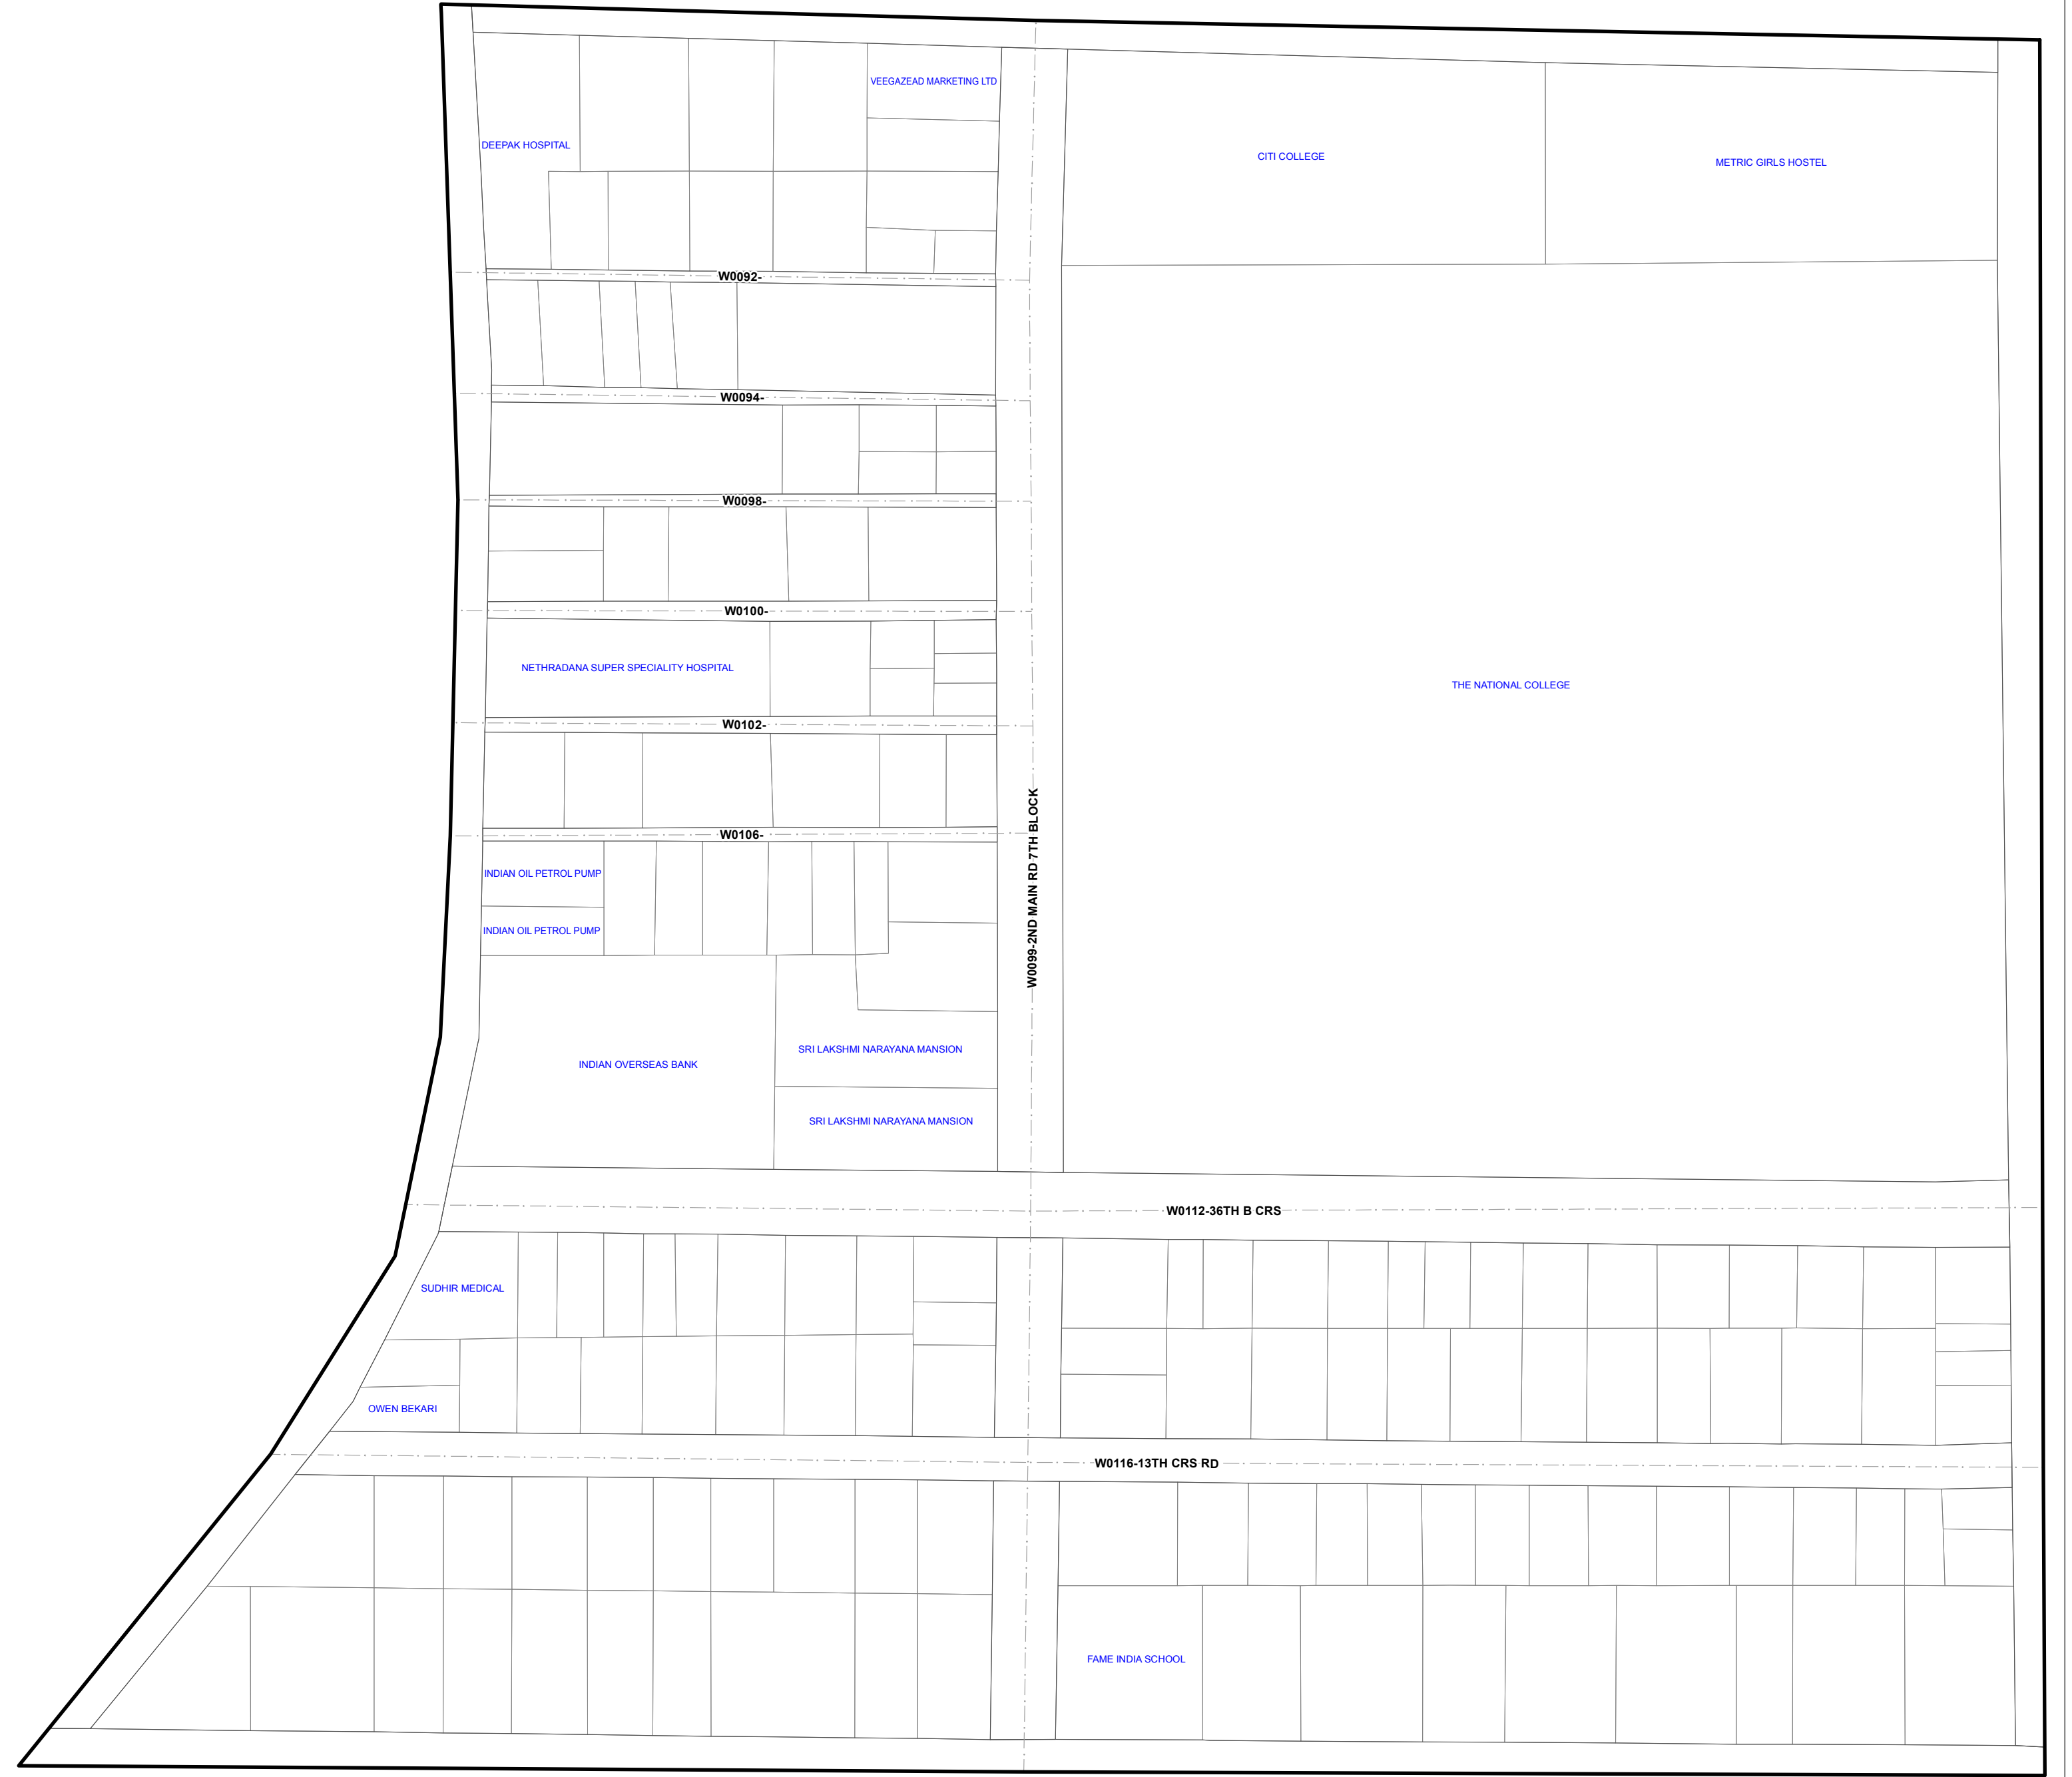 VEEGAZEAD MARKETING LTD
DEEPAK HOSPITAL
CITI COLLEGE
METRIC GIRLS HOSTEL
W0092-
W0094-
W0098-
W0100-
NETHRADANA SUPER SPECIALITY HOSPITAL
THE NATIONAL COLLEGE
W0102-
W0099-2ND MAIN RD 7TH BLOCK
W0106-
INDIAN OIL PETROL PUMP
INDIAN OIL PETROL PUMP
SRI LAKSHMI NARAYANA MANSION
INDIAN OVERSEAS BANK
SRI LAKSHMI NARAYANA MANSION
W0112-36TH B CRS
SUDHIR MEDICAL
OWEN BEKARI
W0116-13TH CRS RD
FAME INDIA SCHOOL